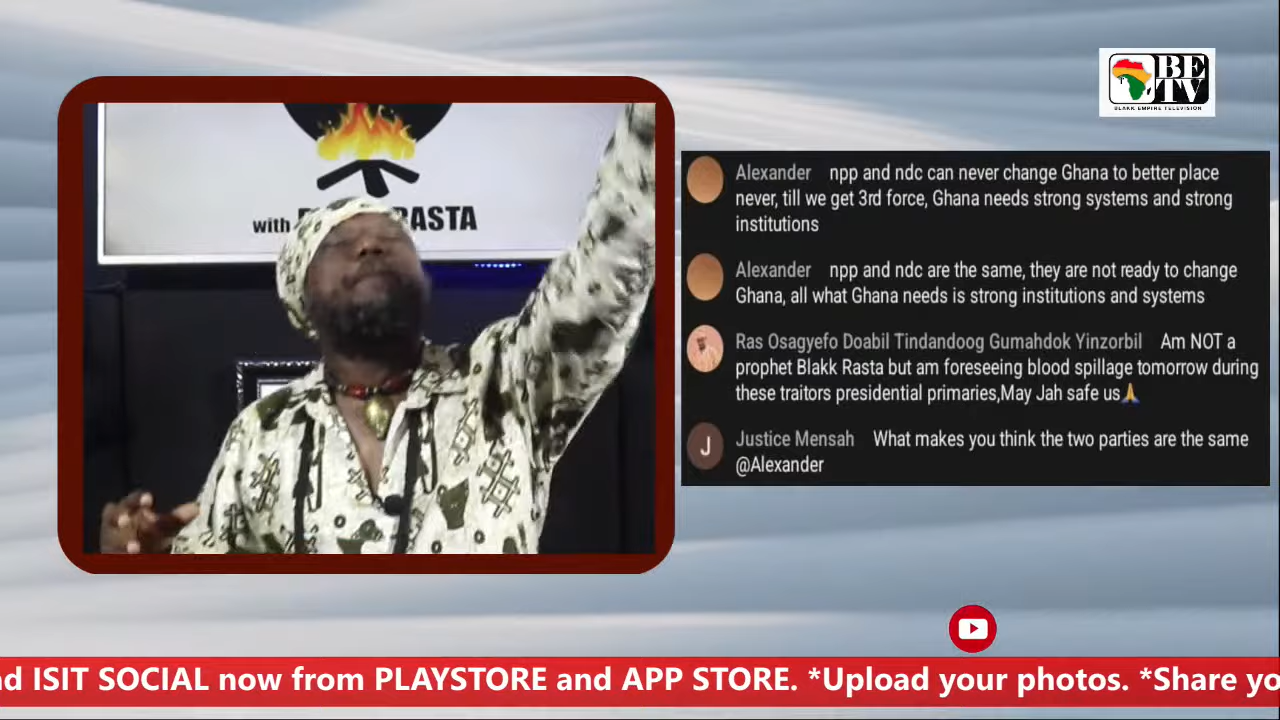 BE
TV
BLAKK EMPIRE TELEVISION
with RASTA
Alexander npp and ndc can never change Ghana to better place
never, till we get 3rd force, Ghana needs strong systems and strong
institutions
Alexander npp and ndc are the same, they are not ready to change
Ghana, all what Ghana needs is strong institutions and systems
Ras Osagyefo Doabil Tindandoog Gumahdok Yinzorbil Am NOT a
prophet Blakk Rasta but am foreseeing blood spillage tomorrow during
these traitors presidential primaries,May Jah safe us🙏
J
Justice Mensah What makes you think the two parties are the same
@Alexander
ad ISIT SOCIAL now from PLAYSTORE and APP STORE. *Upload your photos. *Share yo